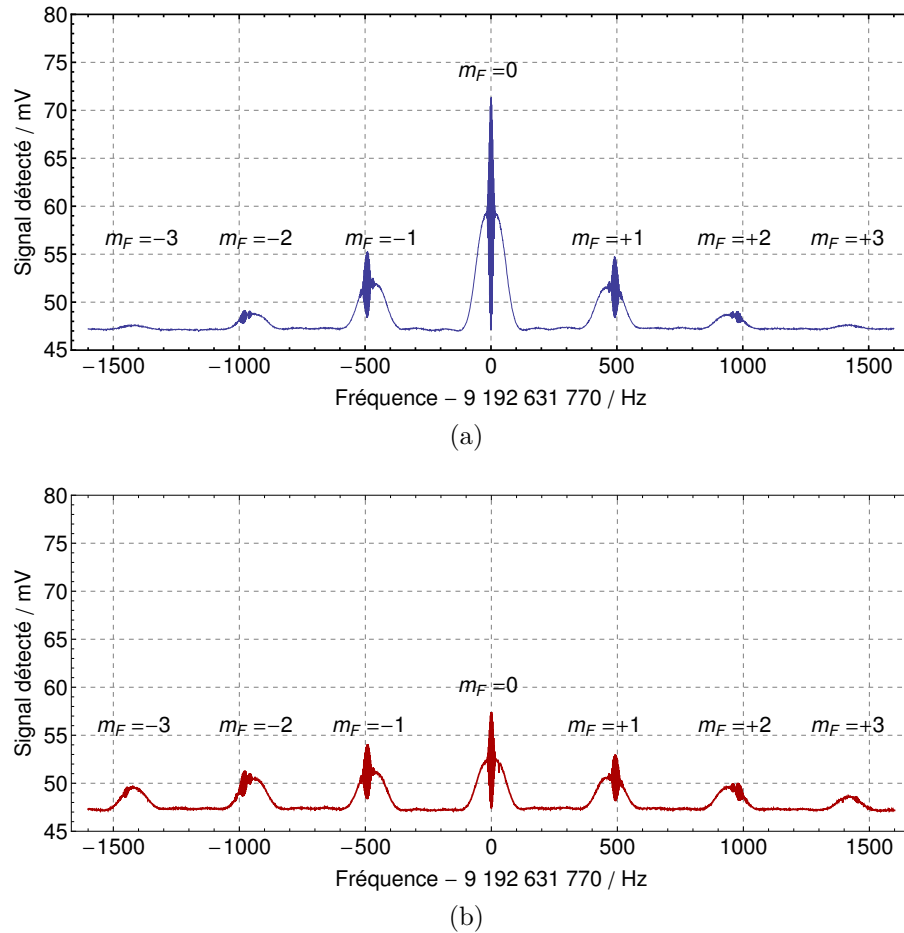 80
75
m_F =0
70
65
60
m_F =−3 m_F =−2 m_F =−1 m_F =+1 m_F =+2 m_F =+3
55
50
45
Signal détecté / mV
−1500 −1000 −500 0 500 1000 1500
Fréquence − 9 192 631 770 / Hz
(a)
80
75
70
65
60
m_F =0
m_F =−3 m_F =−2 m_F =−1 m_F =+1 m_F =+2 m_F =+3
55
50
45
Signal détecté / mV
−1500 −1000 −500 0 500 1000 1500
Fréquence − 9 192 631 770 / Hz
(b)